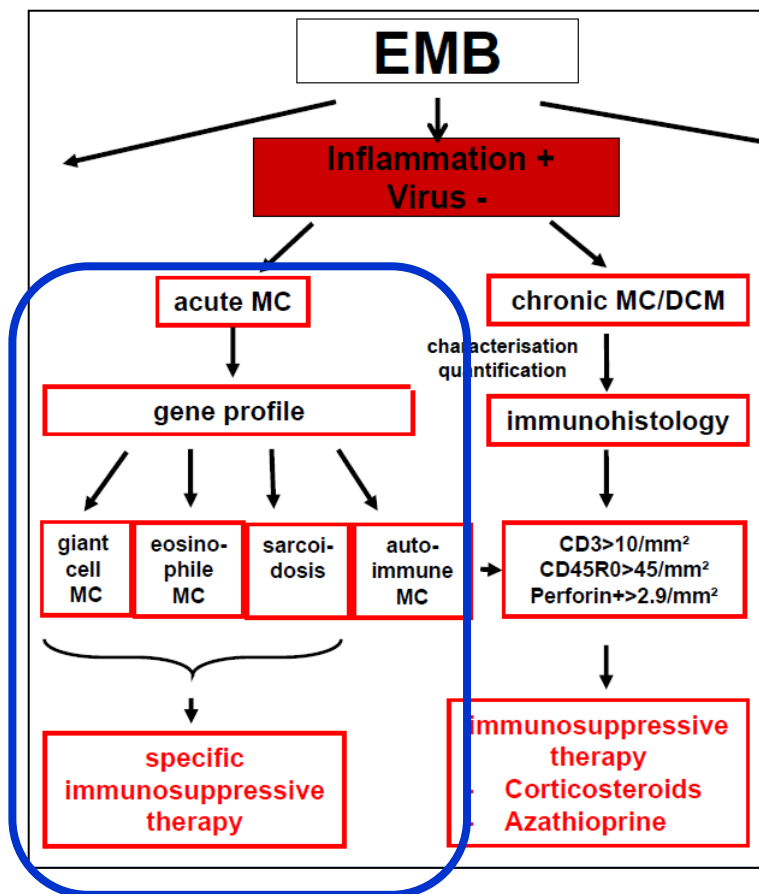 EMB
Inflammation +
Virus -
acute MC
chronic MC/DCM
characterisation
quantification
gene profile
immunohistology
giant
cell
MC
eosino-
phile
MC
sarcoi-
dosis
auto-
immune
MC
CD3>10/mm²
CD45R0>45/mm²
Perforin+>2.9/mm²
specific
immunosuppressive
therapy
immunosuppressive
therapy
- Corticosteroids
- Azathioprine